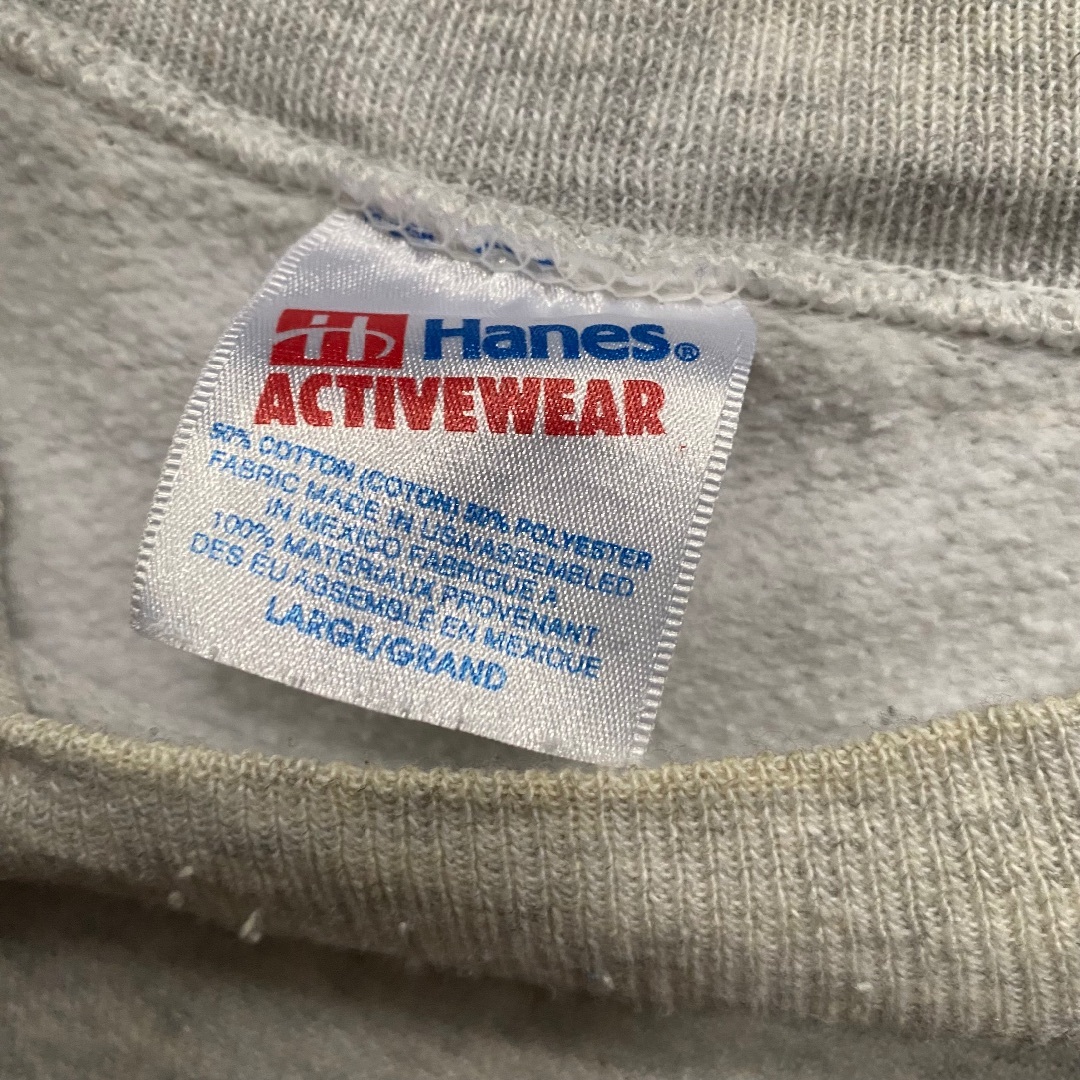 Hanes®
ACTIVEWEAR
50% COTTON (COTON) 50% POLYESTER
FABRIC MADE IN USA/ASSEMBLED
IN MEXICO FABRIQUE A
100% MATERIAUX PROVENANT
DES EU ASSEMBLÉ EN MEXIQUE
LARGE/GRAND